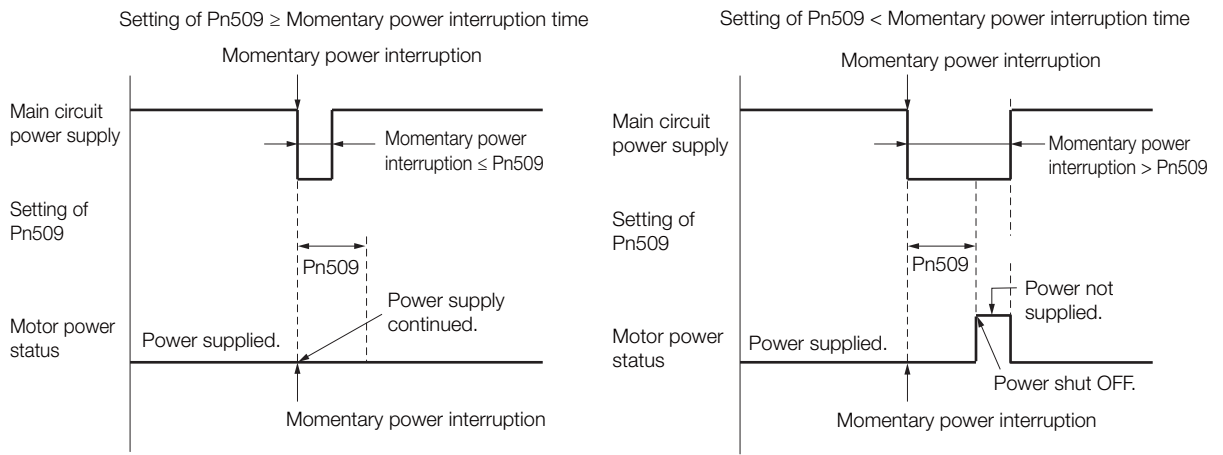 Setting of Pn509 ≥ Momentary power interruption time
Momentary power interruption
Main circuit
power supply
Momentary power
interruption ≤ Pn509
Setting of
Pn509
Pn509
Power supply
continued.
Motor power
status
Power supplied.
Momentary power interruption
Setting of Pn509 < Momentary power interruption time
Momentary power interruption
Main circuit
power supply
Momentary power
interruption > Pn509
Setting of
Pn509
Pn509
Power not
supplied.
Motor power
status
Power supplied.
Power shut OFF.
Momentary power interruption